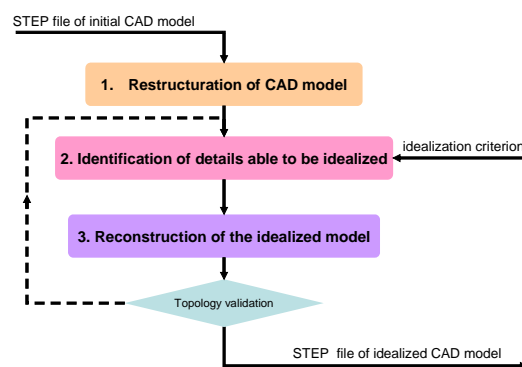 STEP file of initial CAD model
1. Restructuration of CAD model
2. Identification of details able to be idealized
idealization criterion
3. Reconstruction of the idealized model
Topology validation
STEP file of idealized CAD model